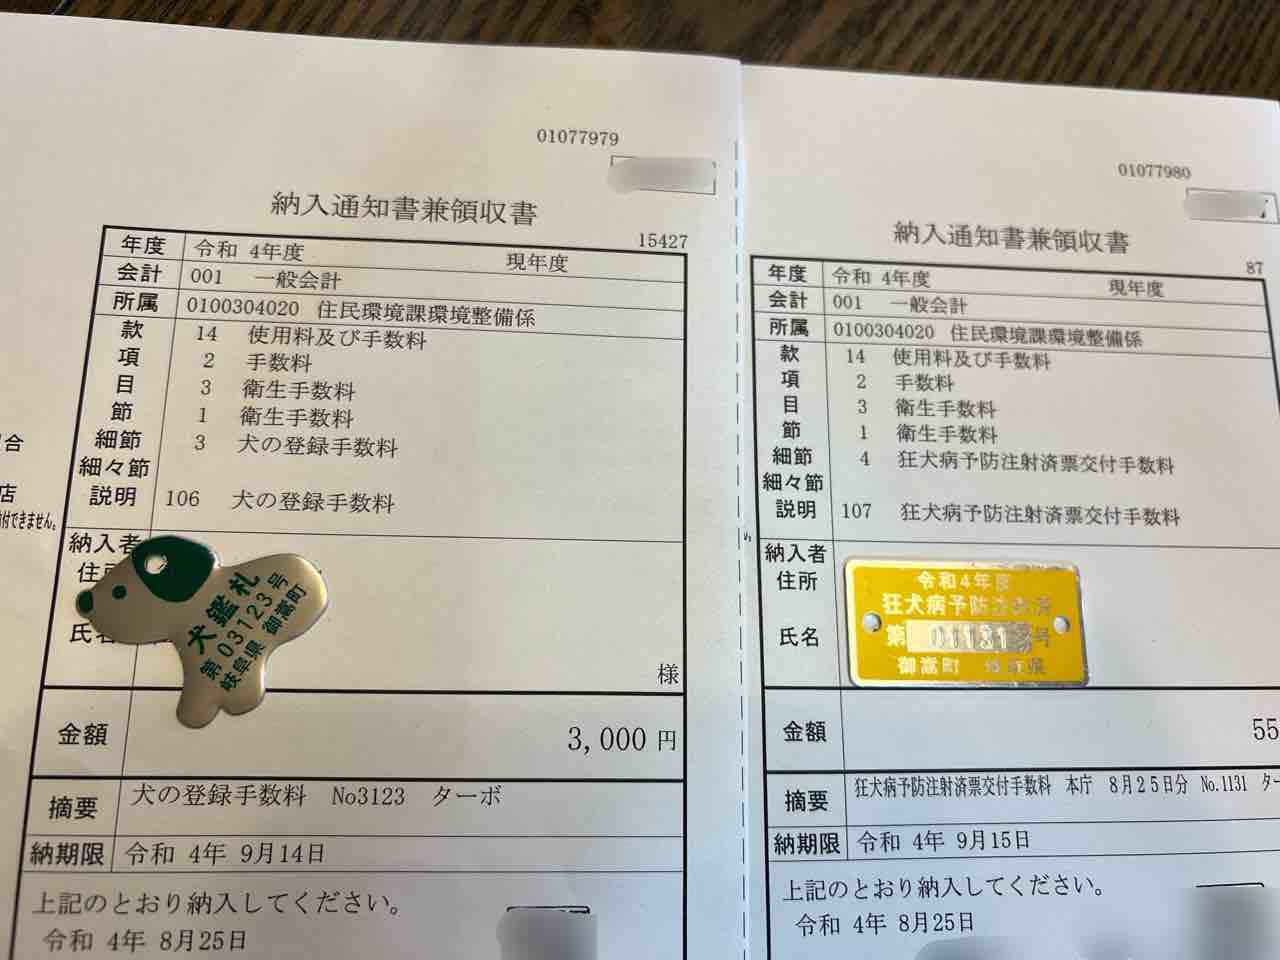 01077979
納入通知書兼領収書
15427
年度 令和 4年度 現年度
会計 001 一般会計
所属 0100304020 住民環境課環境整備係
款 14 使用料及び手数料
項 2 手数料
目 3 衛生手数料
節 1 衛生手数料
細節 3 犬の登録手数料
細々節
説明 106 犬の登録手数料
納入者
氏名
様
犬鑑札
第03123号
岐阜県 御嵩町
金額 3,000 円
摘要 犬の登録手数料 No3123 ターボ
納期限 令和 4年 9月14日
上記のとおり納入してください。
令和 4年 8月25日
合
店
付できません。
01077980
納入通知書兼領収書
87
年度 令和 4年度 現年度
会計 001 一般会計
所属 0100304020 住民環境課環境整備係
款 14 使用料及び手数料
項 2 手数料
目 3 衛生手数料
節 1 衛生手数料
細節 4 狂犬病予防注射済票交付手数料
細々節
説明 107 狂犬病予防注射済票交付手数料
納入者
住所
氏名
令和4年度
狂犬病予防注射済
第 号
御嵩町 岐阜県
金額 55
摘要 狂犬病予防注射済票交付手数料 本庁 8月25日分 No.1131 ター
納期限 令和 4年 9月15日
上記のとおり納入してください。
令和 4年 8月25日